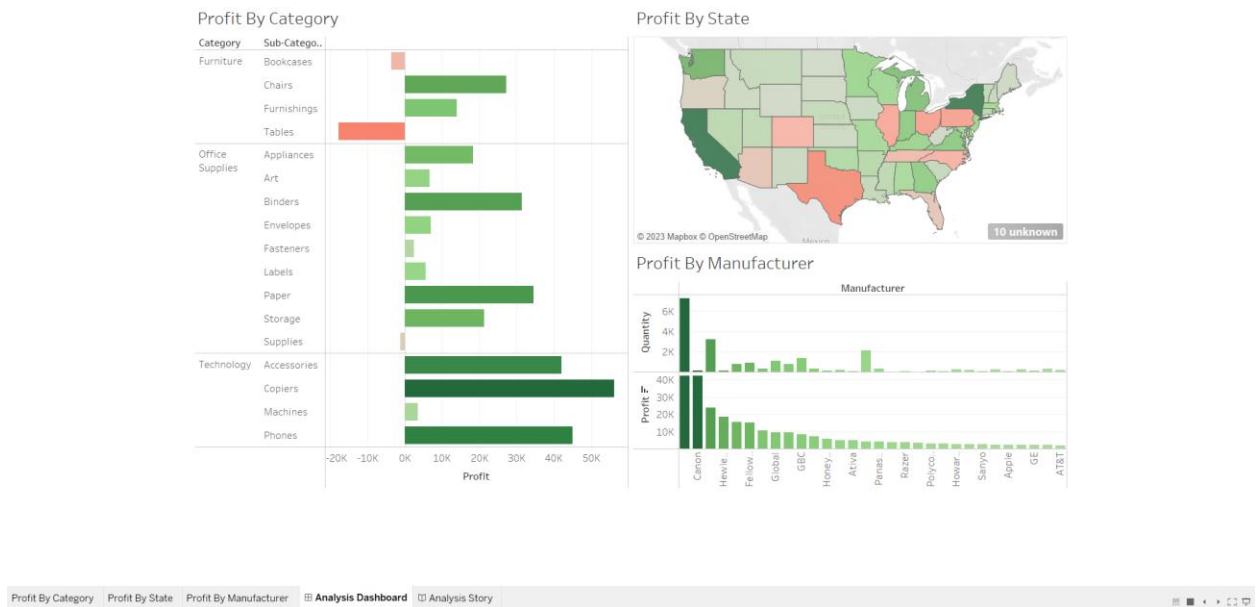 Profit By Category
Category Sub-Catego..
Furniture Bookcases
Chairs
Furnishings
Tables
Office Supplies Appliances
Art
Binders
Envelopes
Fasteners
Labels
Paper
Storage
Supplies
Technology Accessories
Copiers
Machines
Phones
-20K -10K 0K 10K 20K 30K 40K 50K
Profit
Profit By State
© 2023 Mapbox © OpenStreetMap
Mexico
10 unknown
Profit By Manufacturer
Manufacturer
Quantity
6K
4K
2K
Profit
40K
30K
20K
10K
Canon
Hewle..
Fellow..
Global
GBC
Honey..
Ativa
Panas..
Razer
Polyco..
Howar..
Sanyo
Apple
GE
AT&T
Profit By Category Profit By State Profit By Manufacturer Analysis Dashboard Analysis Story